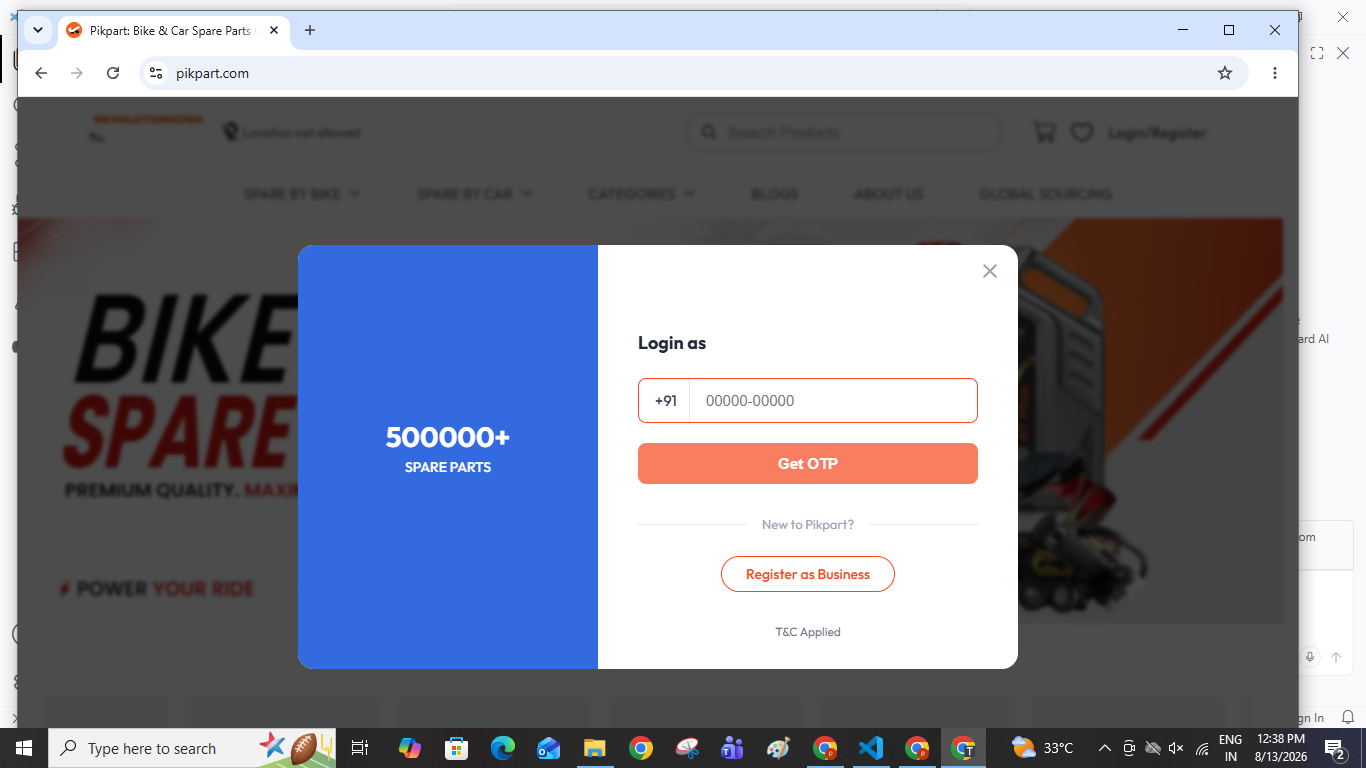 Pikpart: Bike & Car Spare Parts
pikpart.com
REVOLUTIONIZING
Location not allowed
Search Products
Login/Register
SPARE BY BIKE
SPARE BY CAR
CATEGORIES
BLOGS
ABOUT US
GLOBAL SOURCING
BIKE
SPARE
PREMIUM QUALITY.
POWER YOUR RIDE
500000+
SPARE PARTS
Login as
+91
00000-00000
Get OTP
New to Pikpart?
Register as Business
T&C Applied
ard AI
om
gn In
Type here to search
33°C
ENG
IN
12:38 PM
8/13/2026
2